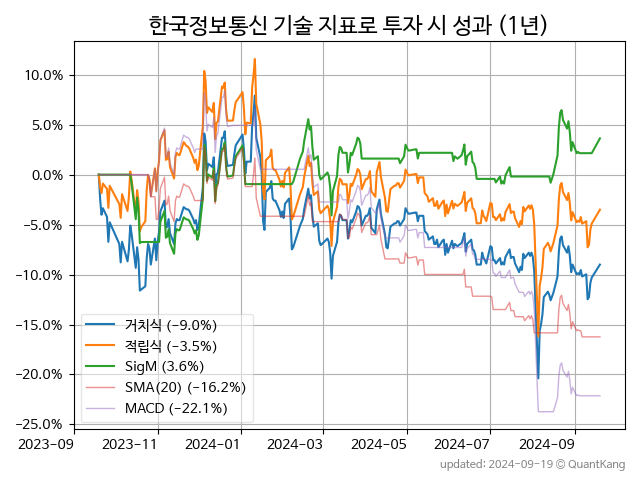 한국정보통신 기술 지표로 투자 시 성과 (1년)
10.0%
5.0%
0.0%
−5.0%
−10.0%
−15.0%
−20.0%
−25.0%
거치식 (−9.0%)
적립식 (−3.5%)
SigM (3.6%)
SMA(20) (−16.2%)
MACD (−22.1%)
2023-09 2023-11 2024-01 2024-03 2024-05 2024-07 2024-09
updated: 2024-09-19 © QuantKang